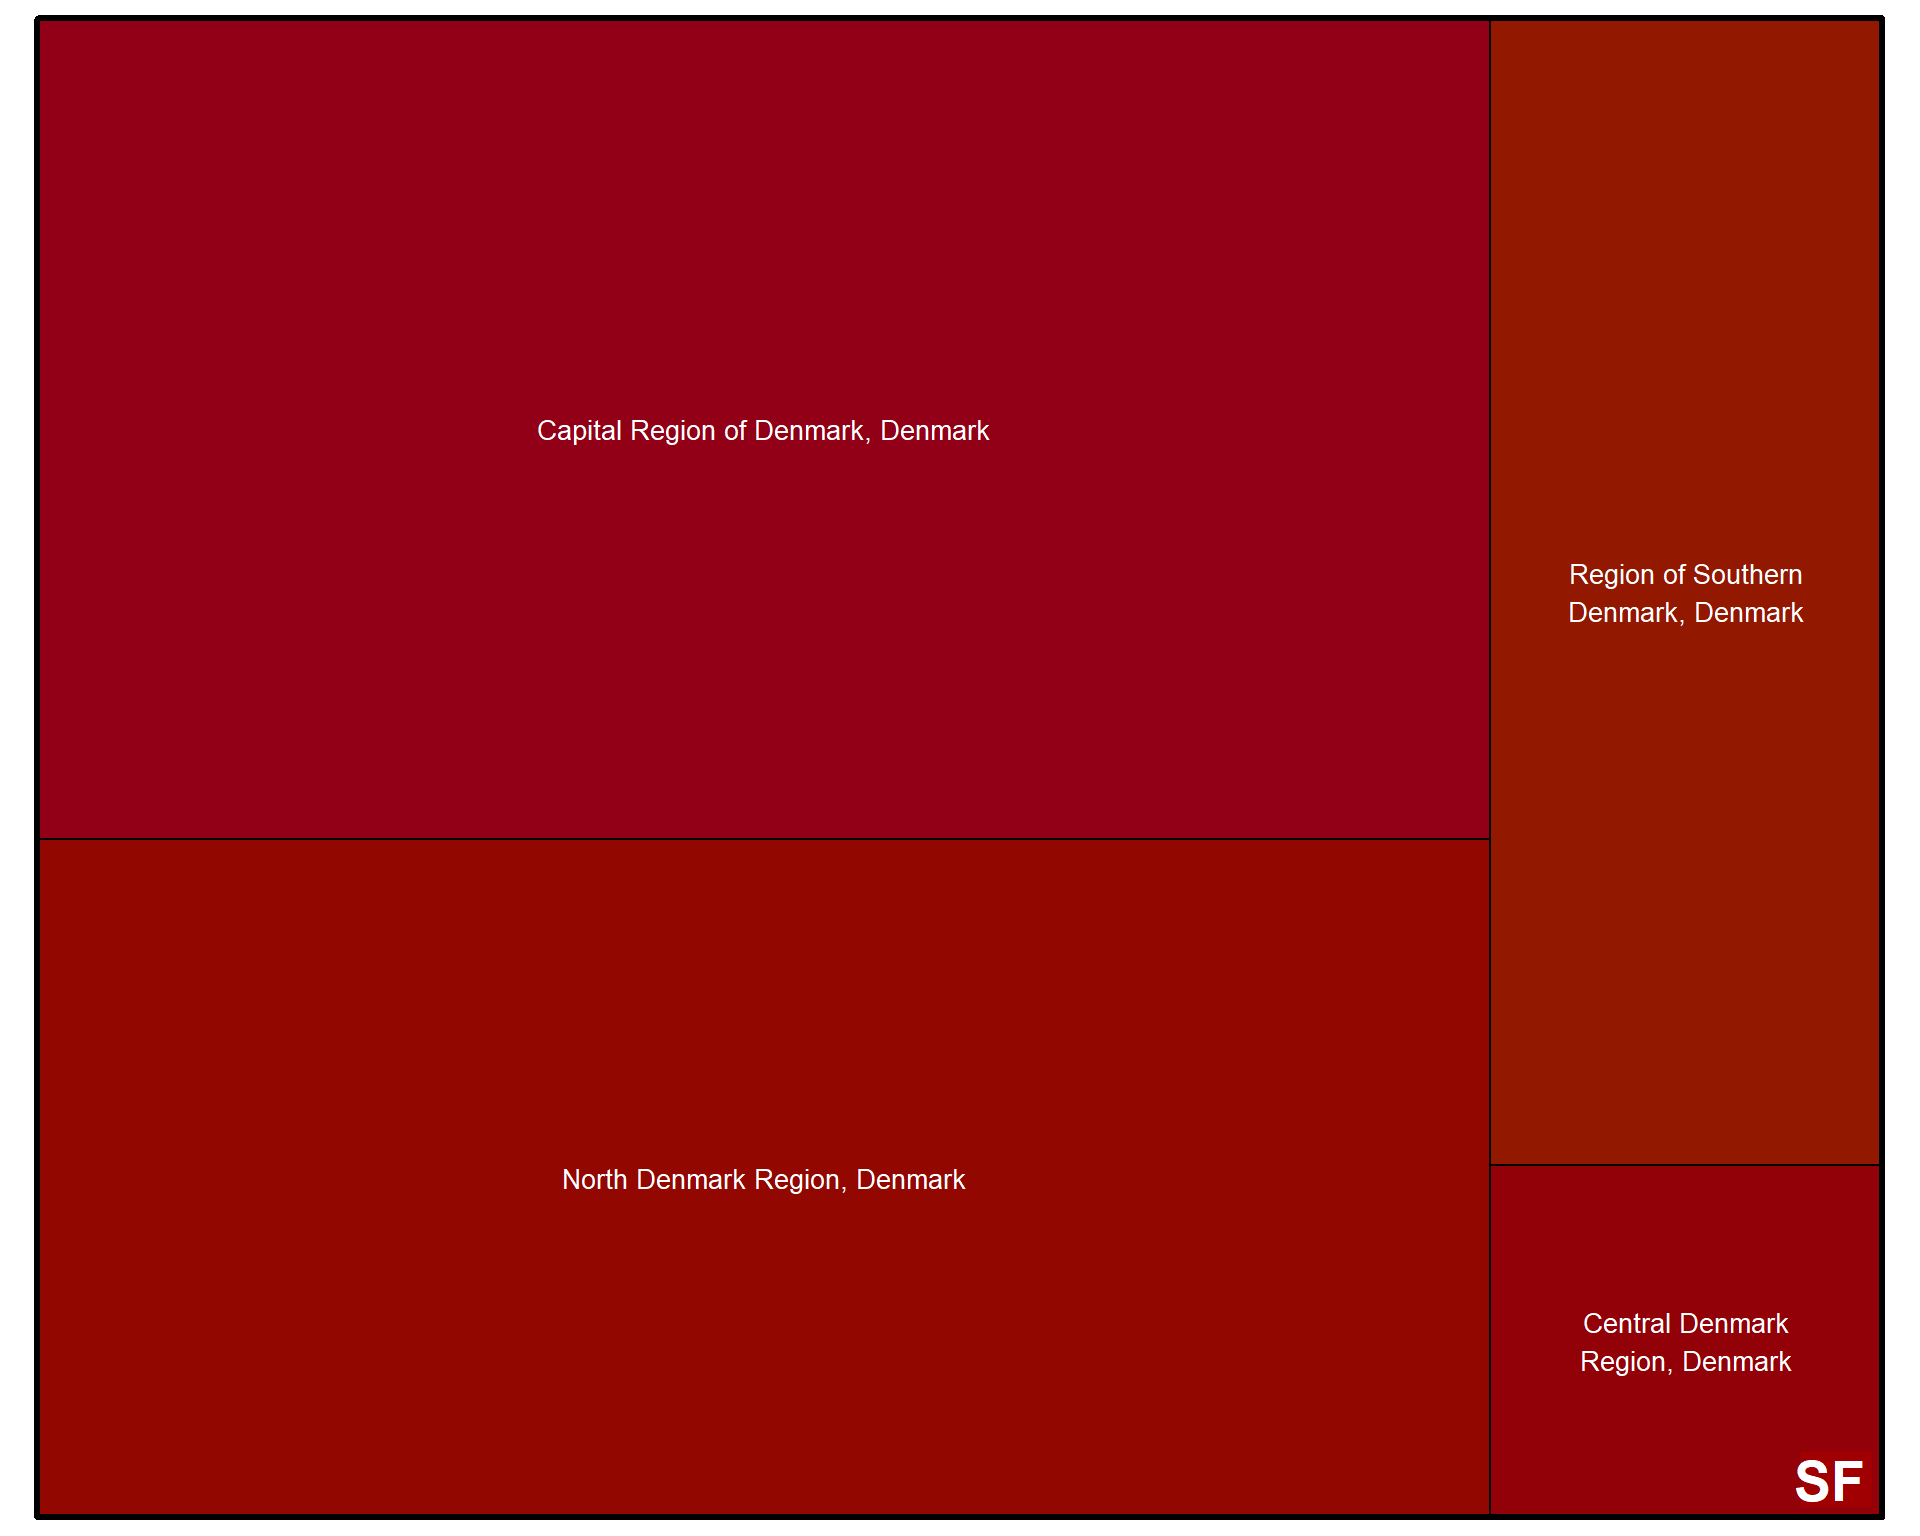 Capital Region of Denmark, Denmark
Region of Southern
Denmark, Denmark
North Denmark Region, Denmark
Central Denmark
Region, Denmark
SF